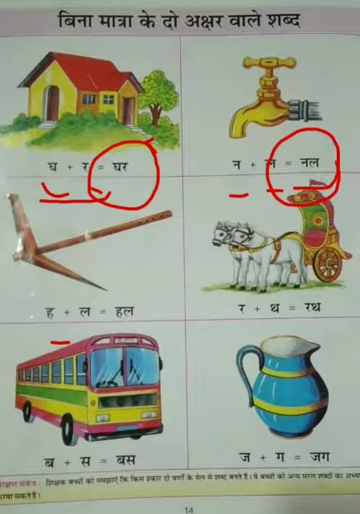 बिना मात्रा के दो अक्षर वाले शब्द
घ + र = घर
न + ल = नल
ह + ल = हल
र + थ = रथ
ब + स = बस
ज + ग = जग
शिक्षक बच्चों को समझाएं कि किस प्रकार दो वर्णों के मेल से शब्द बनते हैं। वे बच्चों को अन्य सरल शब्दों का
सकते हैं।
14